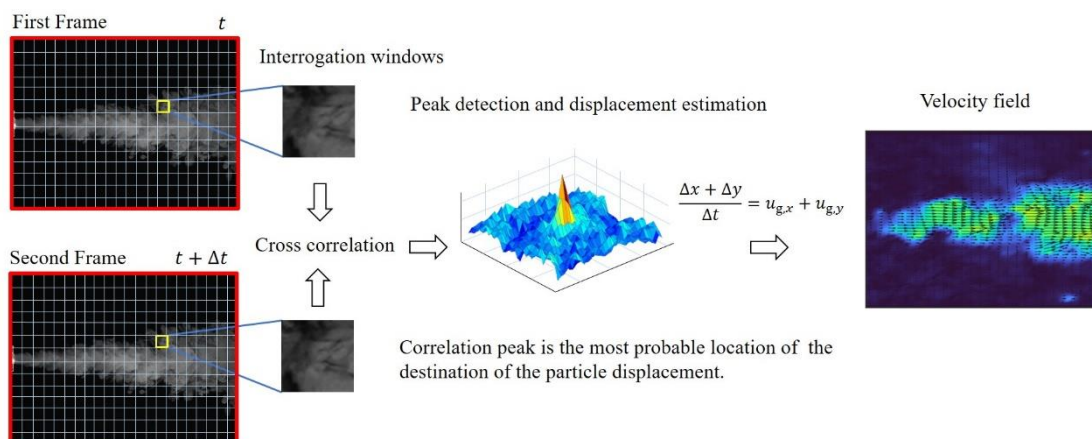 First Frame t
Interrogation windows
Peak detection and displacement estimation
Velocity field
Δx + Δy / Δt = u_g,x + u_g,y
Cross correlation
Second Frame t + Δt
Correlation peak is the most probable location of the
destination of the particle displacement.